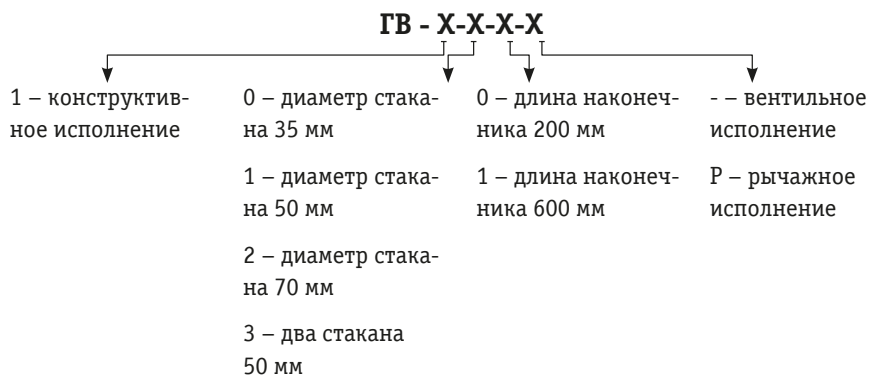 ГВ - Х-Х-Х-Х
1 – конструктив-
ное исполнение
0 – диаметр стака-
на 35 мм
1 – диаметр стака-
на 50 мм
2 – диаметр стака-
на 70 мм
3 – два стакана
50 мм
0 – длина наконеч-
ника 200 мм
1 – длина наконеч-
ника 600 мм
- – вентильное
исполнение
Р – рычажное
исполнение